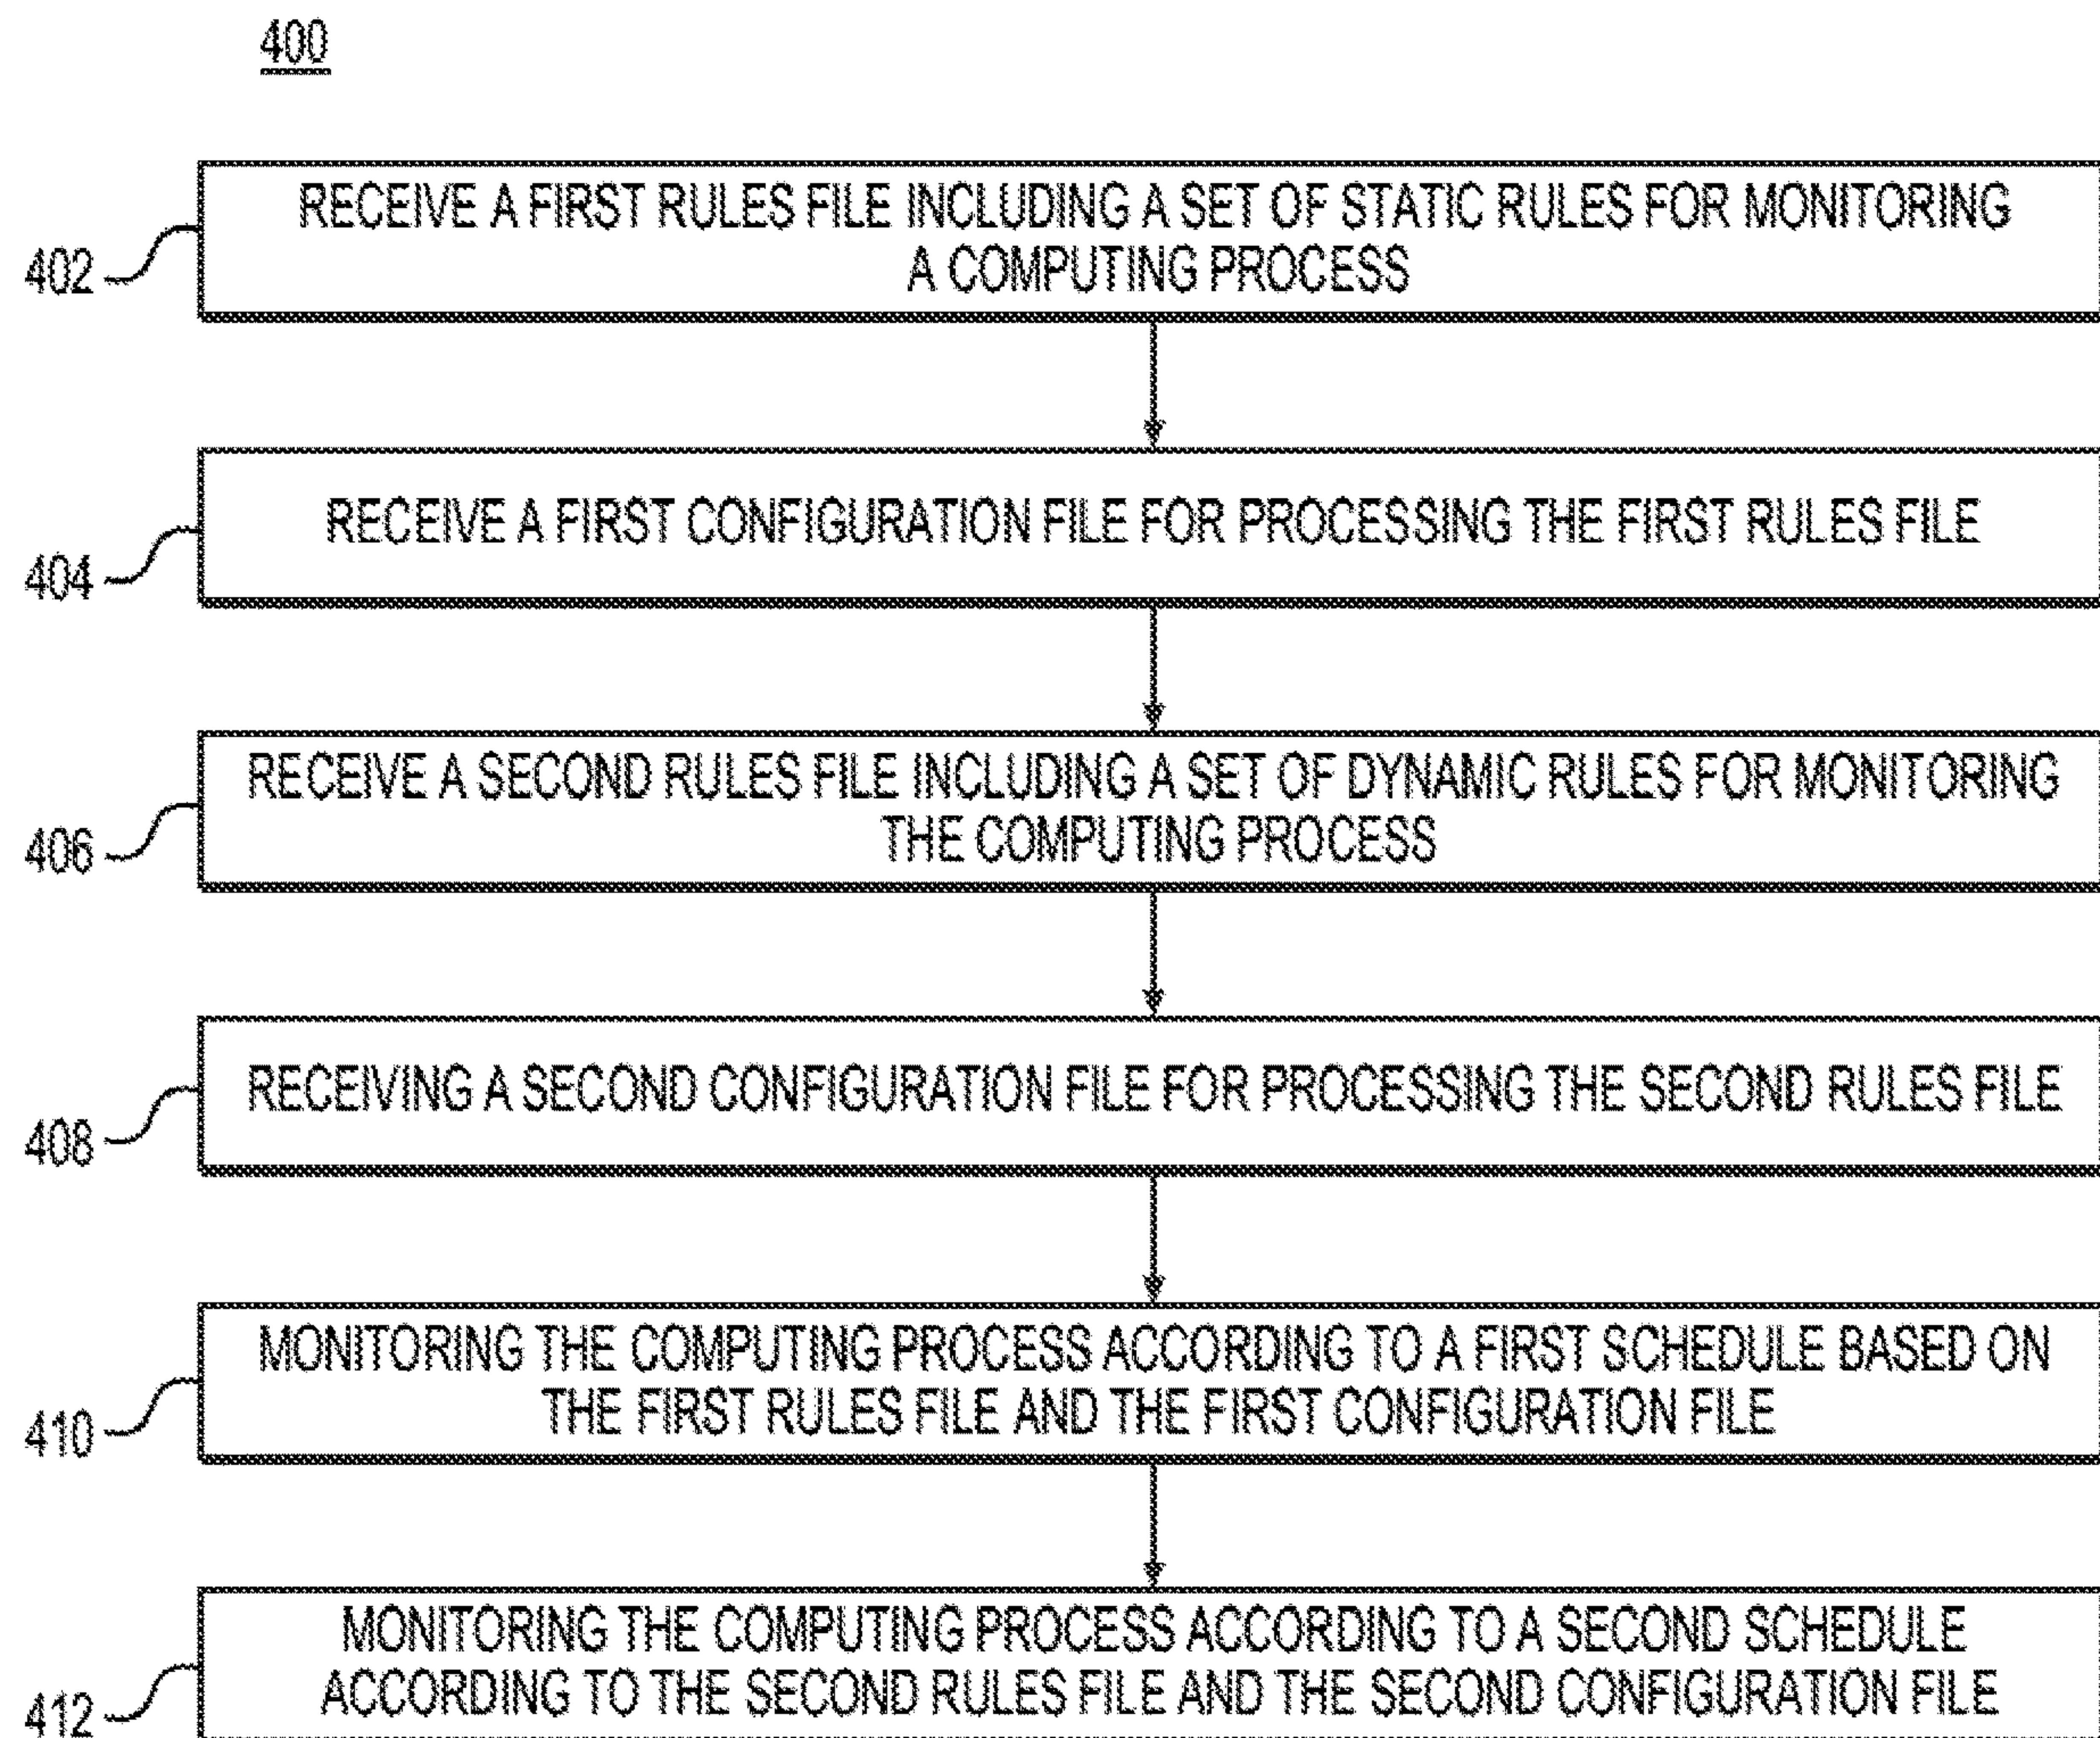 400
402
RECEIVE A FIRST RULES FILE INCLUDING A SET OF STATIC RULES FOR MONITORING
A COMPUTING PROCESS
404
RECEIVE A FIRST CONFIGURATION FILE FOR PROCESSING THE FIRST RULES FILE
406
RECEIVE A SECOND RULES FILE INCLUDING A SET OF DYNAMIC RULES FOR MONITORING
THE COMPUTING PROCESS
408
RECEIVING A SECOND CONFIGURATION FILE FOR PROCESSING THE SECOND RULES FILE
410
MONITORING THE COMPUTING PROCESS ACCORDING TO A FIRST SCHEDULE BASED ON
THE FIRST RULES FILE AND THE FIRST CONFIGURATION FILE
412
MONITORING THE COMPUTING PROCESS ACCORDING TO A SECOND SCHEDULE
ACCORDING TO THE SECOND RULES FILE AND THE SECOND CONFIGURATION FILE